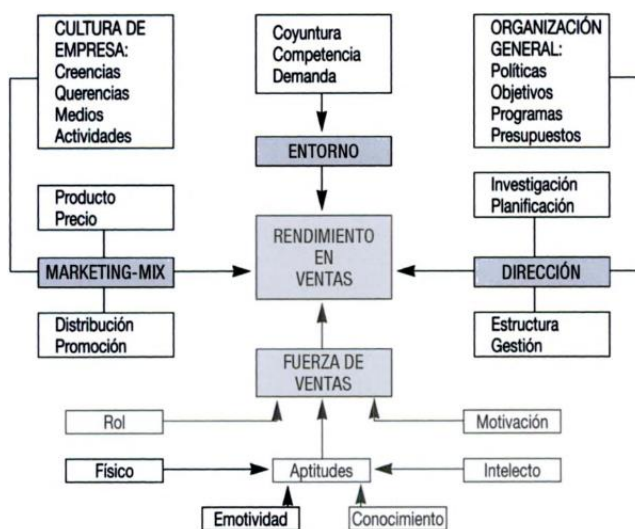 CULTURA DE
EMPRESA:
Creencias
Querencias
Medios
Actividades
Coyuntura
Competencia
Demanda
ORGANIZACIÓN
GENERAL:
Políticas
Objetivos
Programas
Presupuestos
ENTORNO
Producto
Precio
Investigación
Planificación
RENDIMIENTO
EN
VENTAS
MARKETING-MIX
DIRECCIÓN
Distribución
Promoción
Estructura
Gestión
FUERZA DE
VENTAS
Rol
Motivación
Físico
Aptitudes
Intelecto
Emotividad
Conocimiento